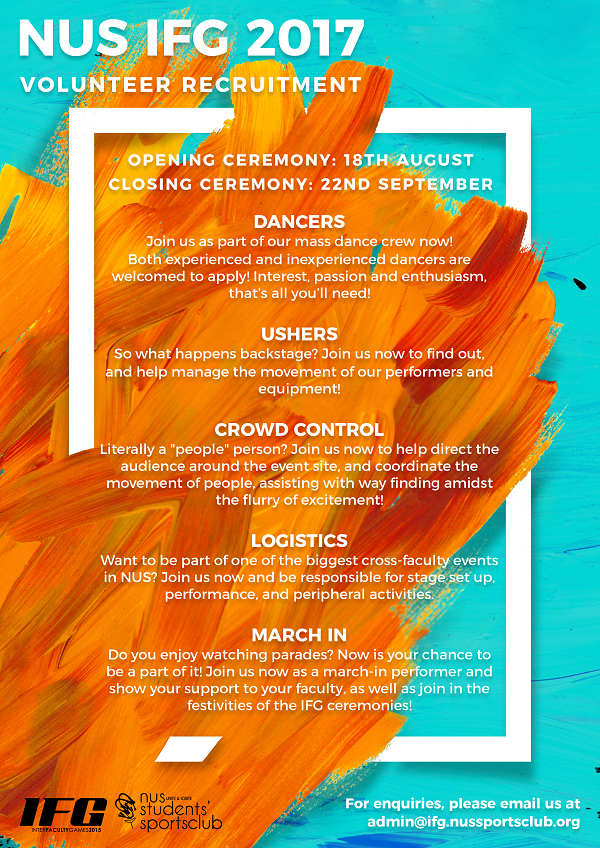 NUS IFG 2017
VOLUNTEER RECRUITMENT
OPENING CEREMONY: 18TH AUGUST
CLOSING CEREMONY: 22ND SEPTEMBER
DANCERS
Join us as part of our mass dance crew now!
Both experienced and inexperienced dancers are
welcomed to apply! Interest, passion and enthusiasm,
that's all you'll need!
USHERS
So what happens backstage? Join us now to find out,
and help manage the movement of our performers and
equipment!
CROWD CONTROL
Literally a "people" person? Join us now to help direct the
audience around the event site, and coordinate the
movement of people, assisting with way finding amidst
the flurry of excitement!
LOGISTICS
Want to be part of one of the biggest cross-faculty events
in NUS? Join us now and be responsible for stage set up,
performance, and peripheral activities.
MARCH IN
Do you enjoy watching parades? Now is your chance to
be a part of it! Join us now as a march-in performer and
show your support to your faculty, as well as join in the
festivities of the IFG ceremonies!
IFG
INTERFACULTYGAMES2015
nus
students'
sportsclub
For enquiries, please email us at
admin@ifg.nussportsclub.org